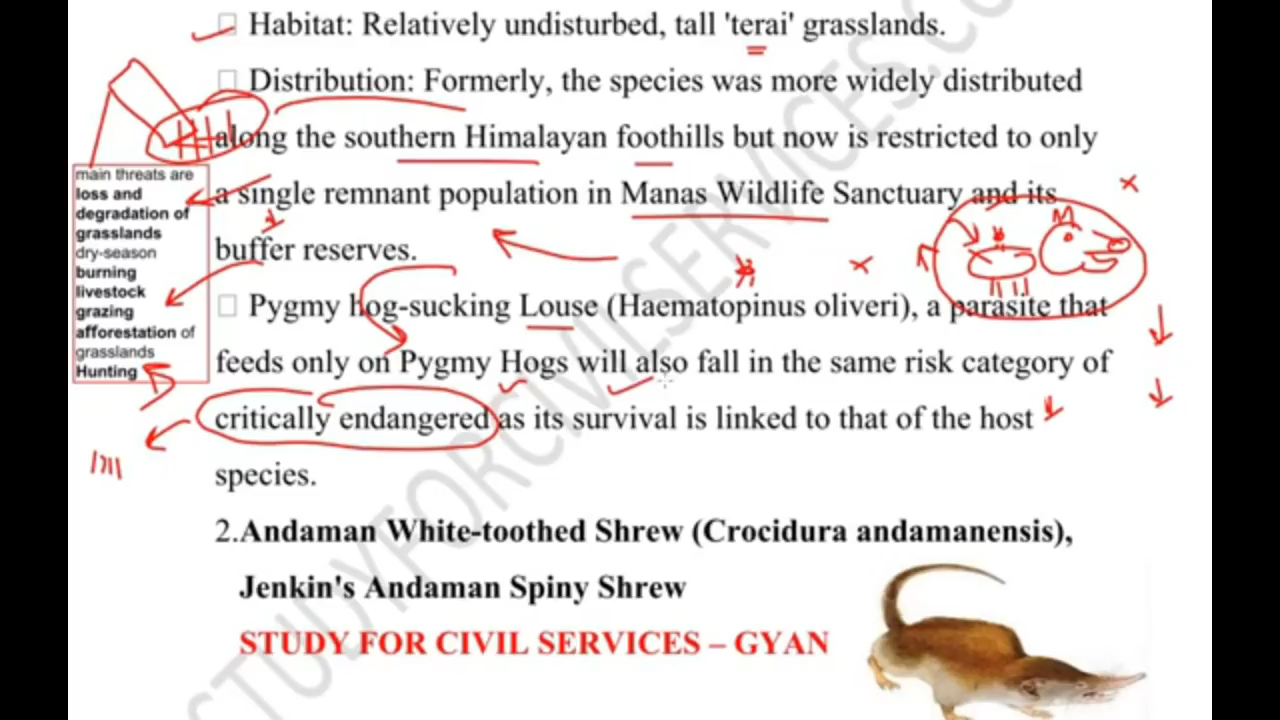 Habitat: Relatively undisturbed, tall 'terai' grasslands.
Distribution: Formerly, the species was more widely distributed
along the southern Himalayan foothills but now is restricted to only
a single remnant population in Manas Wildlife Sanctuary and its
buffer reserves.
main threats are
loss and
degradation of
grasslands
dry-season
burning
livestock
grazing
afforestation of
grasslands
Hunting
Pygmy hog-sucking Louse (Haematopinus oliveri), a parasite that
feeds only on Pygmy Hogs will also fall in the same risk category of
critically endangered as its survival is linked to that of the host
species.
2.Andaman White-toothed Shrew (Crocidura andamanensis),
Jenkin's Andaman Spiny Shrew
STUDY FOR CIVIL SERVICES – GYAN
STUDYFORCIVILSERVICES.CO